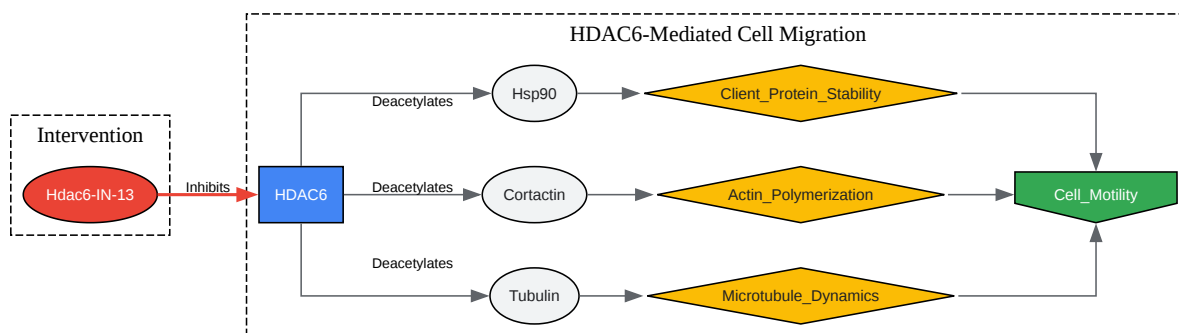 HDAC6-Mediated Cell Migration
Deacetylates
Hsp90
Client_Protein_Stability
Intervention
Hdac6-IN-13
Inhibits
HDAC6
Deacetylates
Cortactin
Actin_Polymerization
Cell_Motility
Deacetylates
Tubulin
Microtubule_Dynamics